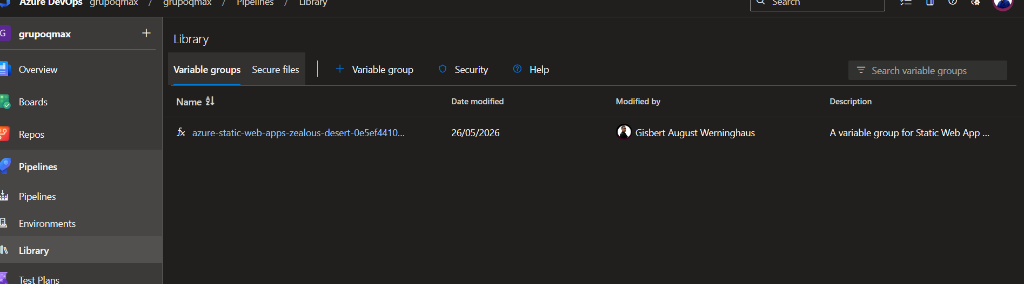 Azure DevOps grupoqmax / grupoqmax / Pipelines / Library
Search
G grupoqmax +
Library
Variable groups Secure files + Variable group Security Help
Search variable groups
Overview
Boards
Repos
Pipelines
Pipelines
Environments
Library
Test Plans
Name Date modified Modified by Description
fx azure-static-web-apps-zealous-desert-0e5ef4410... 26/05/2026 Gisbert August Werninghaus A variable group for Static Web App ...